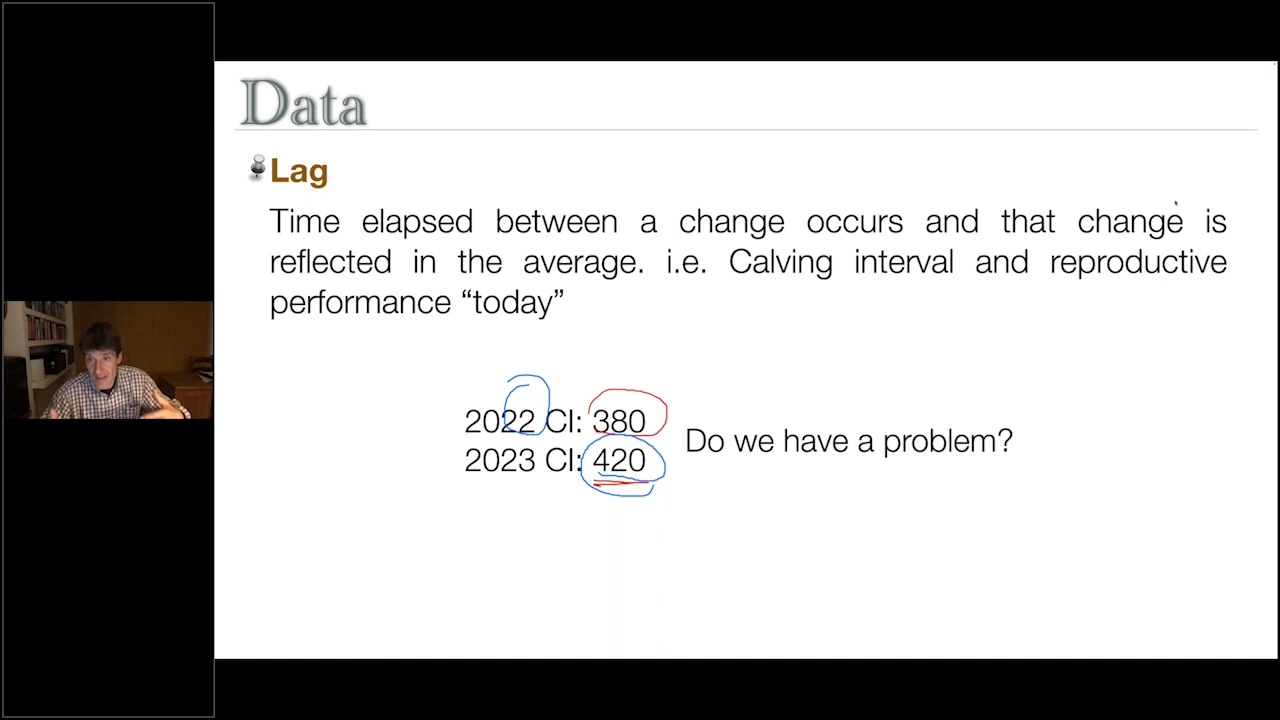 Data
Lag
Time elapsed between a change occurs and that change is
reflected in the average. i.e. Calving interval and reproductive
performance “today”
2022 CI: 380
2023 CI: 420
Do we have a problem?